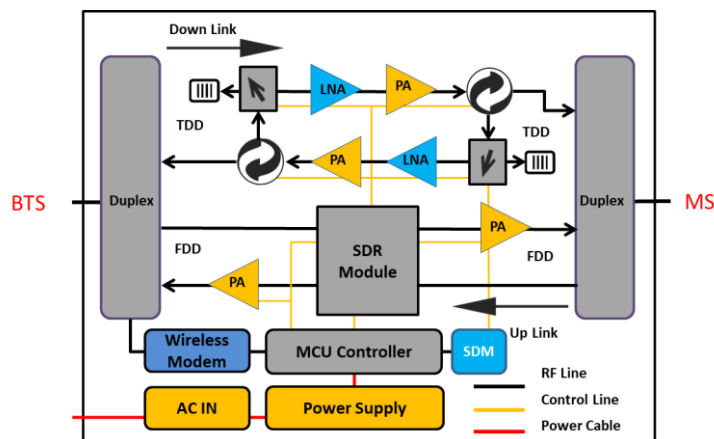 Down Link
LNA
PA
TDD
TDD
PA
LNA
BTS
Duplex
Duplex
MS
PA
SDR
Module
FDD
FDD
PA
Up Link
Wireless
Modem
MCU Controller
SDM
RF Line
AC IN
Power Supply
Control Line
Power Cable